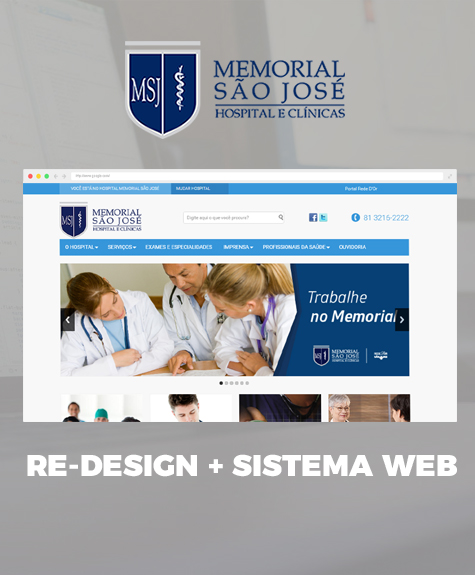 MSJ
MEMORIAL
SÃO JOSÉ
HOSPITAL E CLÍNICAS
VOCÊ ESTÁ NO HOSPITAL MEMORIAL SÃO JOSÉ
MUDAR HOSPITAL
Portal Rede D'Or
MSJ
MEMORIAL
SÃO JOSÉ
HOSPITAL E CLÍNICAS
Digite aqui o que você procura?
81 3216-2222
O HOSPITAL
SERVIÇOS
EXAMES E ESPECIALIDADES
IMPRENSA
PROFISSIONAIS DA SAÚDE
OUVIDORIA
Trabalhe
no Memorial
MSJ
MEMORIAL
SÃO JOSÉ
HOSPITAL E CLÍNICAS
RE-DESIGN + SISTEMA WEB